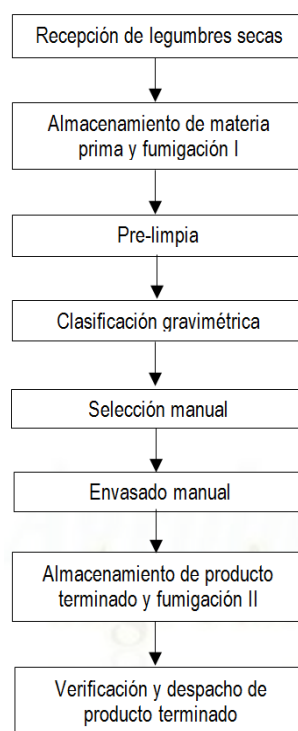 Recepción de legumbres secas
Almacenamiento de materia
prima y fumigación I
Pre-limpia
Clasificación gravimétrica
Selección manual
Envasado manual
Almacenamiento de producto
terminado y fumigación II
Verificación y despacho de
producto terminado